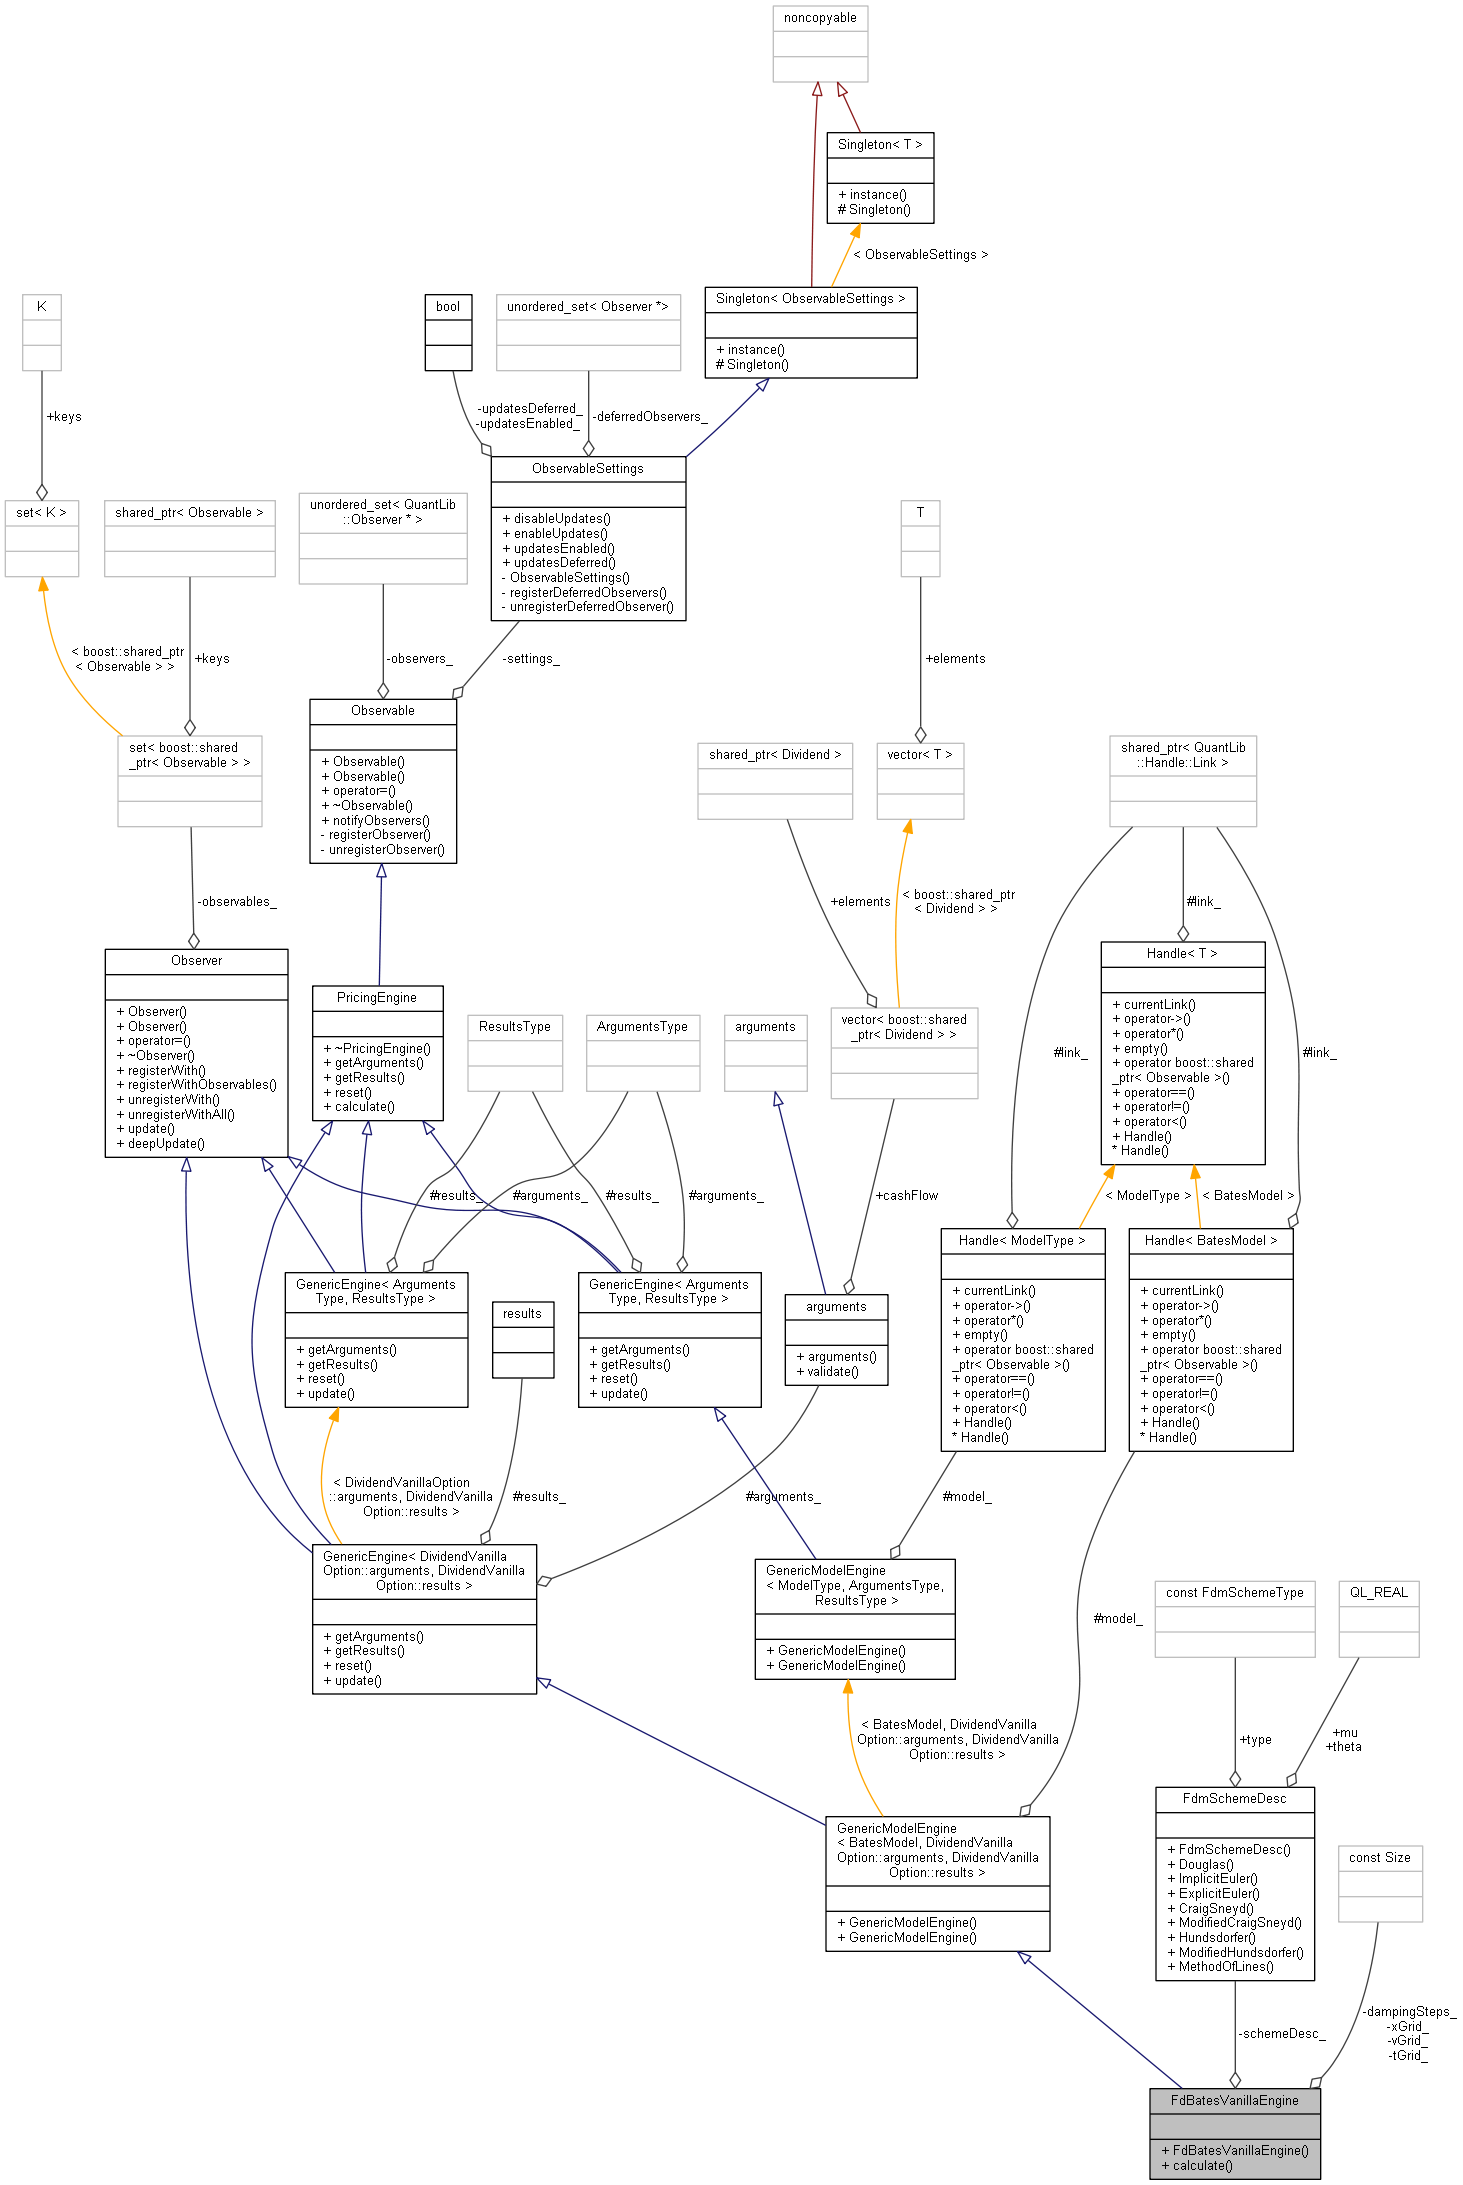 noncopyable
Singleton< T >
+ instance()
# Singleton()
< ObservableSettings >
K
bool
unordered_set< Observer *>
Singleton< ObservableSettings >
+ instance()
# Singleton()
+keys
-updatesDeferred_
-updatesEnabled_
-deferredObservers_
set< K >
shared_ptr< Observable >
unordered_set< QuantLib
::Observer * >
ObservableSettings
+ disableUpdates()
+ enableUpdates()
+ updatesEnabled()
+ updatesDeferred()
- ObservableSettings()
- registerDeferredObservers()
- unregisterDeferredObserver()
T
< boost::shared_ptr
< Observable > >
+keys
-observers_
-settings_
+elements
set< boost::shared
_ptr< Observable > >
Observable
+ Observable()
+ Observable()
+ operator=()
+ ~Observable()
+ notifyObservers()
- registerObserver()
- unregisterObserver()
shared_ptr< Dividend >
vector< T >
shared_ptr< QuantLib
::Handle::Link >
-observables_
+elements
< boost::shared_ptr
< Dividend > >
#link_
Observer
+ Observer()
+ Observer()
+ operator=()
+ ~Observer()
+ registerWith()
+ registerWithObservables()
+ unregisterWith()
+ unregisterWithAll()
+ update()
+ deepUpdate()
PricingEngine
+ ~PricingEngine()
+ getArguments()
+ getResults()
+ reset()
+ calculate()
ResultsType
ArgumentsType
arguments
vector< boost::shared
_ptr< Dividend > >
#link_
Handle< T >
+ currentLink()
+ operator->()
+ operator*()
+ empty()
+ operator boost::shared
_ptr< Observable >()
+ operator==()
+ operator!=()
+ operator<()
+ Handle()
* Handle()
#link_
#results_
#arguments_
#results_
#arguments_
+cashFlow
< ModelType >
< BatesModel >
GenericEngine< Arguments
Type, ResultsType >
+ getArguments()
+ getResults()
+ reset()
+ update()
results
GenericEngine< Arguments
Type, ResultsType >
+ getArguments()
+ getResults()
+ reset()
+ update()
arguments
+ arguments()
+ validate()
Handle< ModelType >
+ currentLink()
+ operator->()
+ operator*()
+ empty()
+ operator boost::shared
_ptr< Observable >()
+ operator==()
+ operator!=()
+ operator<()
+ Handle()
* Handle()
Handle< BatesModel >
+ currentLink()
+ operator->()
+ operator*()
+ empty()
+ operator boost::shared
_ptr< Observable >()
+ operator==()
+ operator!=()
+ operator<()
+ Handle()
* Handle()
< DividendVanillaOption
::arguments, DividendVanilla
Option::results >
#results_
#arguments_
#model_
GenericEngine< DividendVanilla
Option::arguments, DividendVanilla
Option::results >
+ getArguments()
+ getResults()
+ reset()
+ update()
GenericModelEngine
< ModelType, ArgumentsType,
ResultsType >
+ GenericModelEngine()
+ GenericModelEngine()
#model_
const FdmSchemeType
QL_REAL
< BatesModel, DividendVanilla
Option::arguments, DividendVanilla
Option::results >
+type
+mu
+theta
GenericModelEngine
< BatesModel, DividendVanilla
Option::arguments, DividendVanilla
Option::results >
+ GenericModelEngine()
+ GenericModelEngine()
FdmSchemeDesc
+ FdmSchemeDesc()
+ Douglas()
+ ImplicitEuler()
+ ExplicitEuler()
+ CraigSneyd()
+ ModifiedCraigSneyd()
+ Hundsdorfer()
+ ModifiedHundsdorfer()
+ MethodOfLines()
const Size
-schemeDesc_
-dampingSteps_
-xGrid_
-vGrid_
-tGrid_
FdBatesVanillaEngine
+ FdBatesVanillaEngine()
+ calculate()